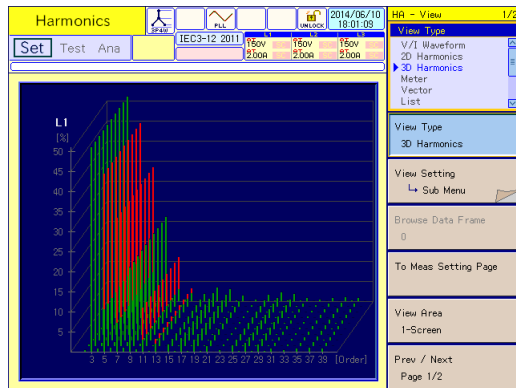 Harmonics
3P4W
PLL
UNLOCK
2014/06/10
18:01:09
Set Test Ana
IEC3-12 2011
L1 L2 L3
150V 150V 150V
2.00A 2.00A 2.00A
HA - View 1/2
View Type
V/I Waveform
2D Harmonics
3D Harmonics
Meter
Vector
List
View Type
3D Harmonics
View Setting
Sub Menu
Browse Data Frame
0
To Meas Setting Page
View Area
1-Screen
Prev / Next
Page 1/2
L1
[%]
50
45
40
35
30
25
20
15
10
5
3 5 7 9 11 13 15 17 19 21 23 25 27 29 31 33 35 37 39 [Order]